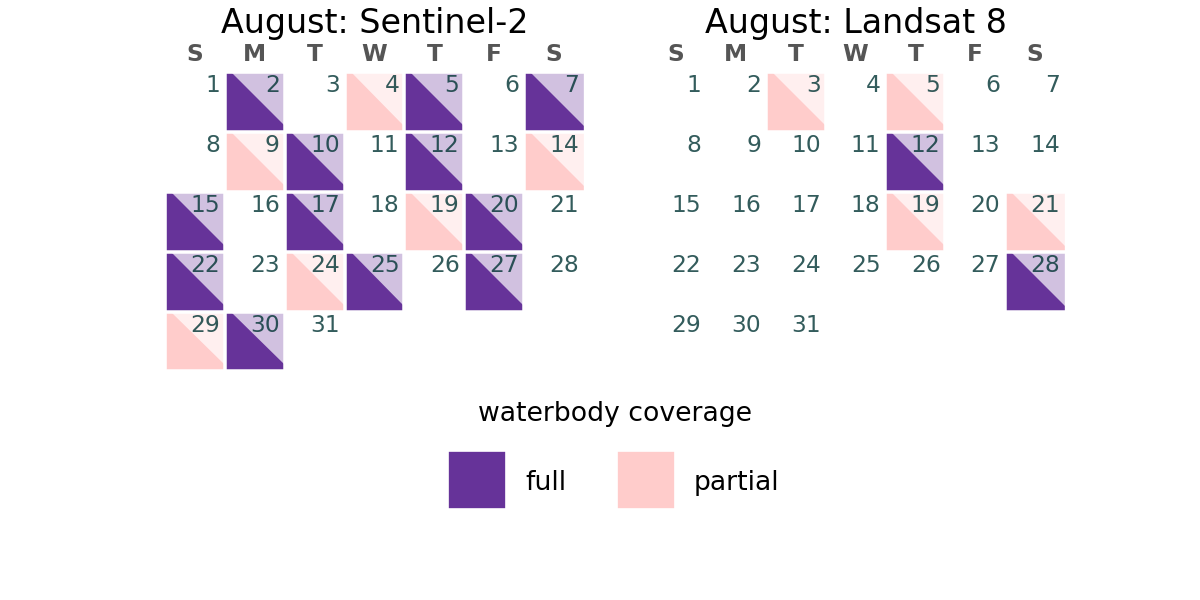 August: Sentinel-2
S M T W T F S
1 2 3 4 5 6 7
8 9 10 11 12 13 14
15 16 17 18 19 20 21
22 23 24 25 26 27 28
29 30 31
August: Landsat 8
S M T W T F S
1 2 3 4 5 6 7
8 9 10 11 12 13 14
15 16 17 18 19 20 21
22 23 24 25 26 27 28
29 30 31
waterbody coverage
full
partial